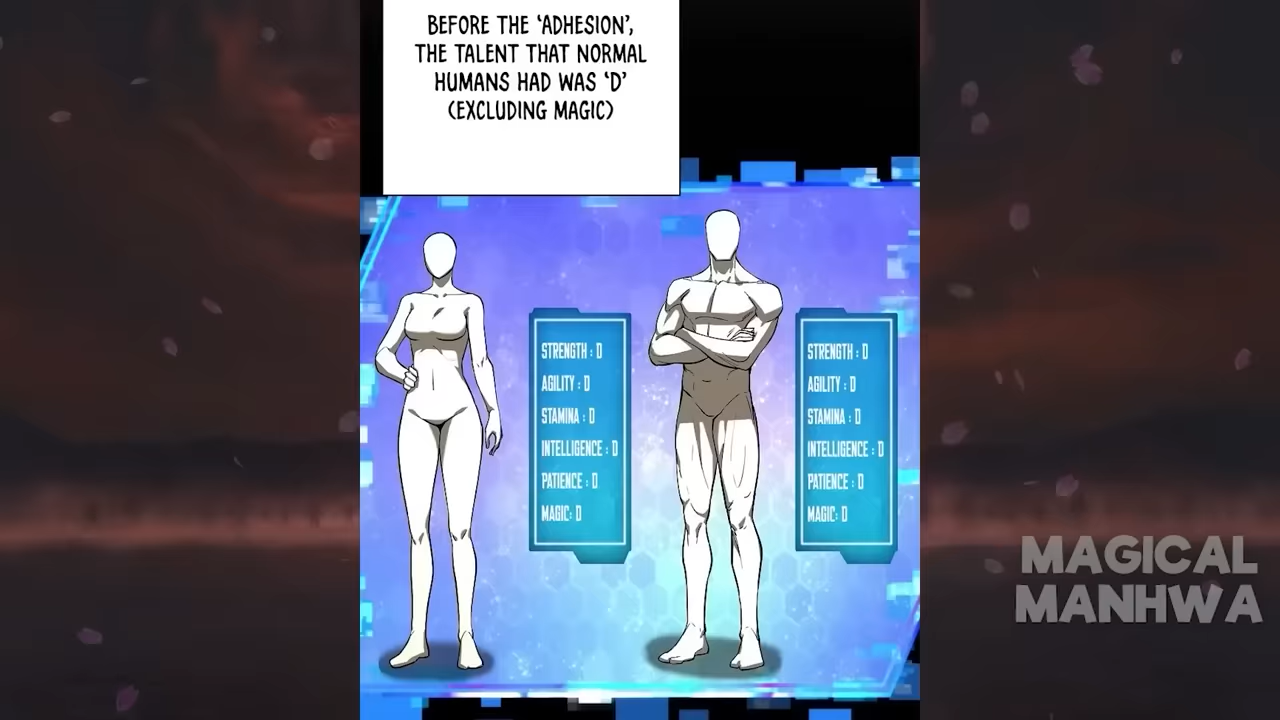 BEFORE THE ‘ADHESION’,
THE TALENT THAT NORMAL
HUMANS HAD WAS ‘D’
(EXCLUDING MAGIC)
STRENGTH : D
AGILITY : D
STAMINA : D
INTELLIGENCE : D
PATIENCE : D
MAGIC: D
STRENGTH : D
AGILITY : D
STAMINA : D
INTELLIGENCE : D
PATIENCE : D
MAGIC: D
MAGICAL
MANHWA